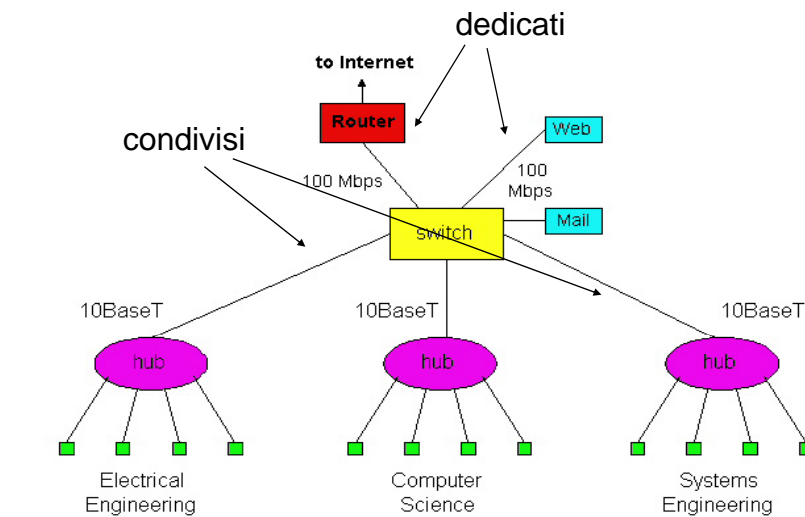 dedicati
to Internet
Router
Web
condivisi
100 Mbps
100
Mbps
Mail
switch
10BaseT
10BaseT
10BaseT
hub
hub
hub
Electrical
Engineering
Computer
Science
Systems
Engineering